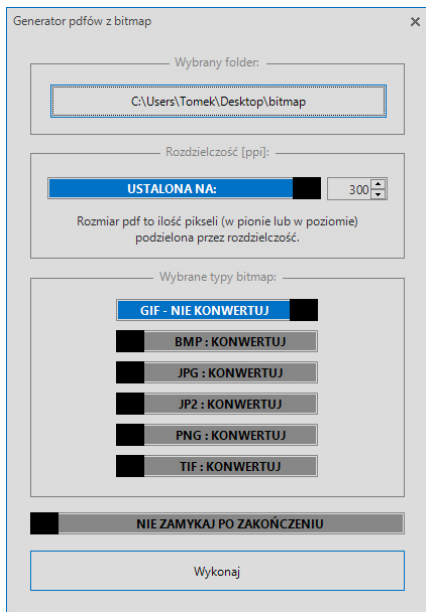 Generator pdfów z bitmap
Wybrany folder:
C:\Users\Tomek\Desktop\bitmap
Rozdzielczość [ppi]:
USTALONA NA:
300
Rozmiar pdf to ilość pikseli (w pionie lub w poziomie)
podzielona przez rozdzielczość.
Wybrane typy bitmap:
GIF - NIE KONWERTUJ
BMP : KONWERTUJ
JPG : KONWERTUJ
JP2 : KONWERTUJ
PNG : KONWERTUJ
TIF : KONWERTUJ
NIE ZAMYKAJ PO ZAKOŃCZENIU
Wykonaj